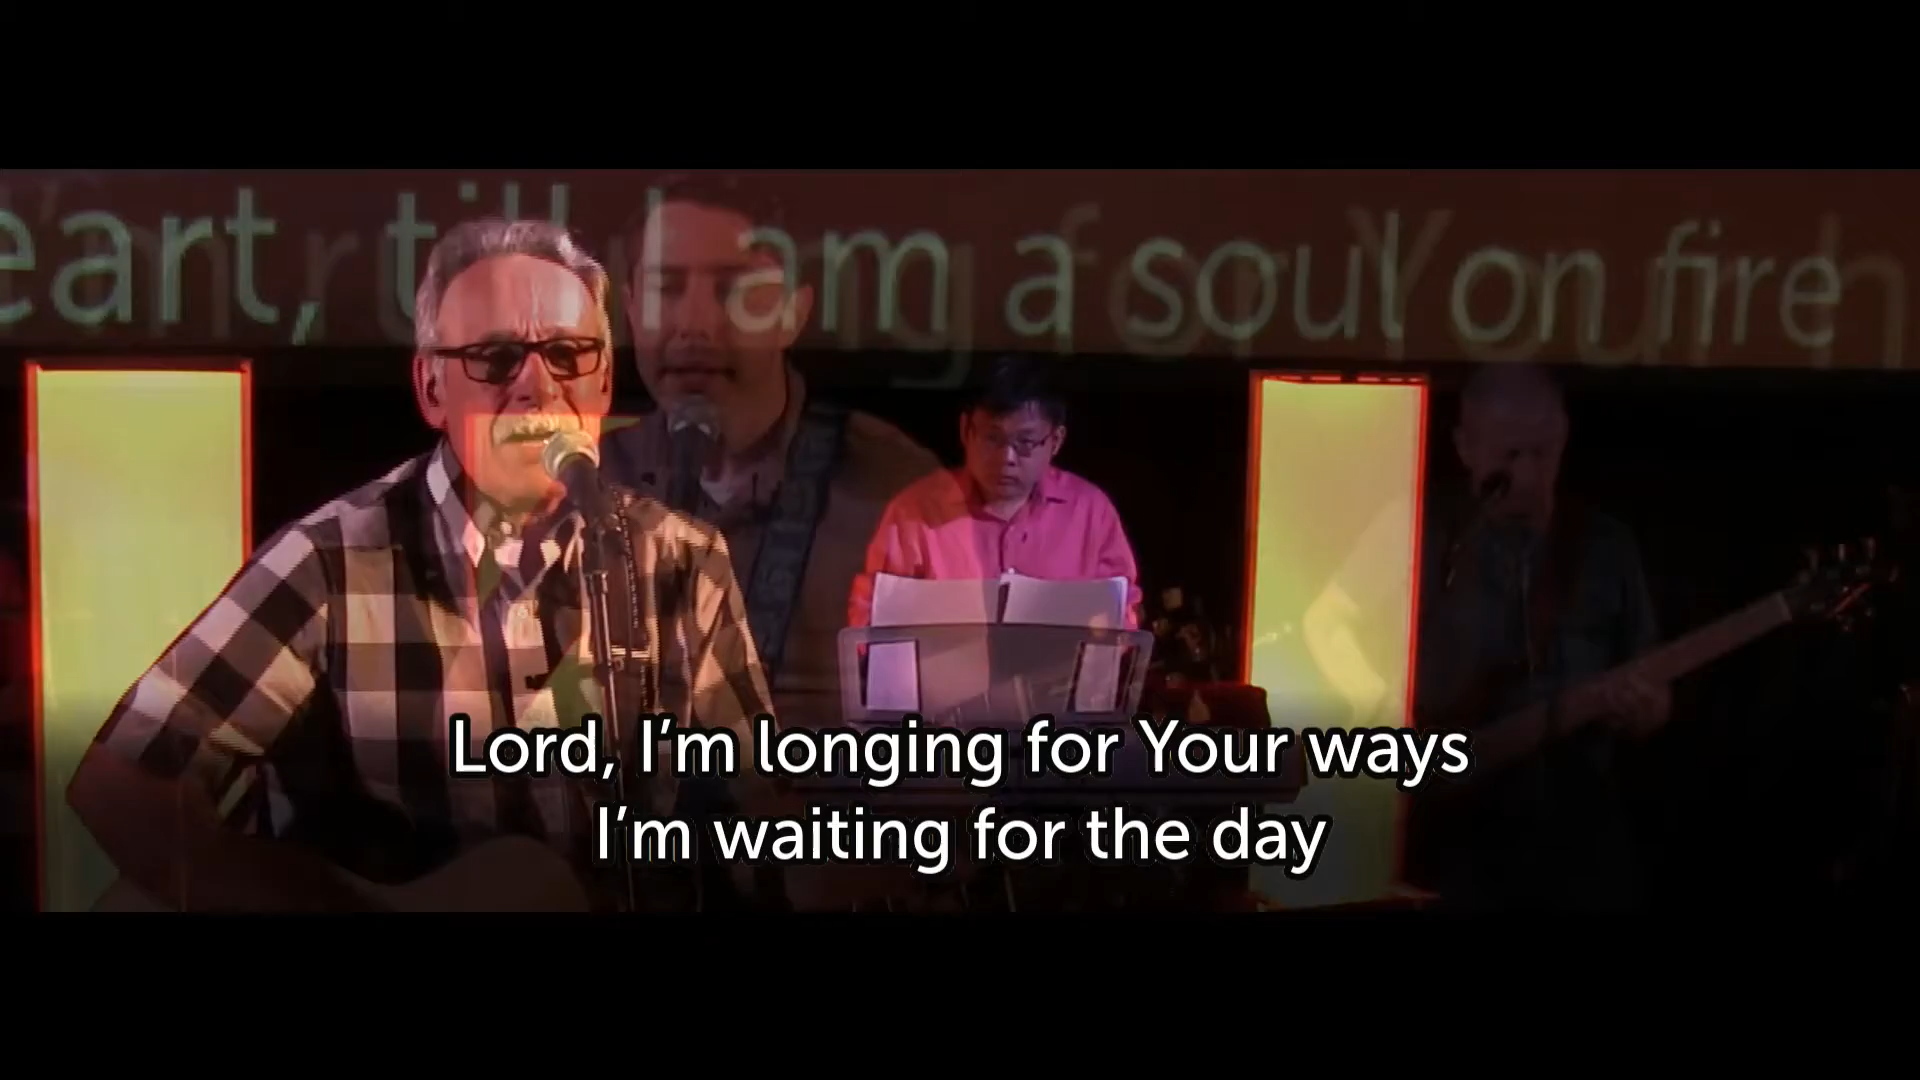 eart, till I am a soul on fire
Lord, I'm longing for Your ways
I'm waiting for the day